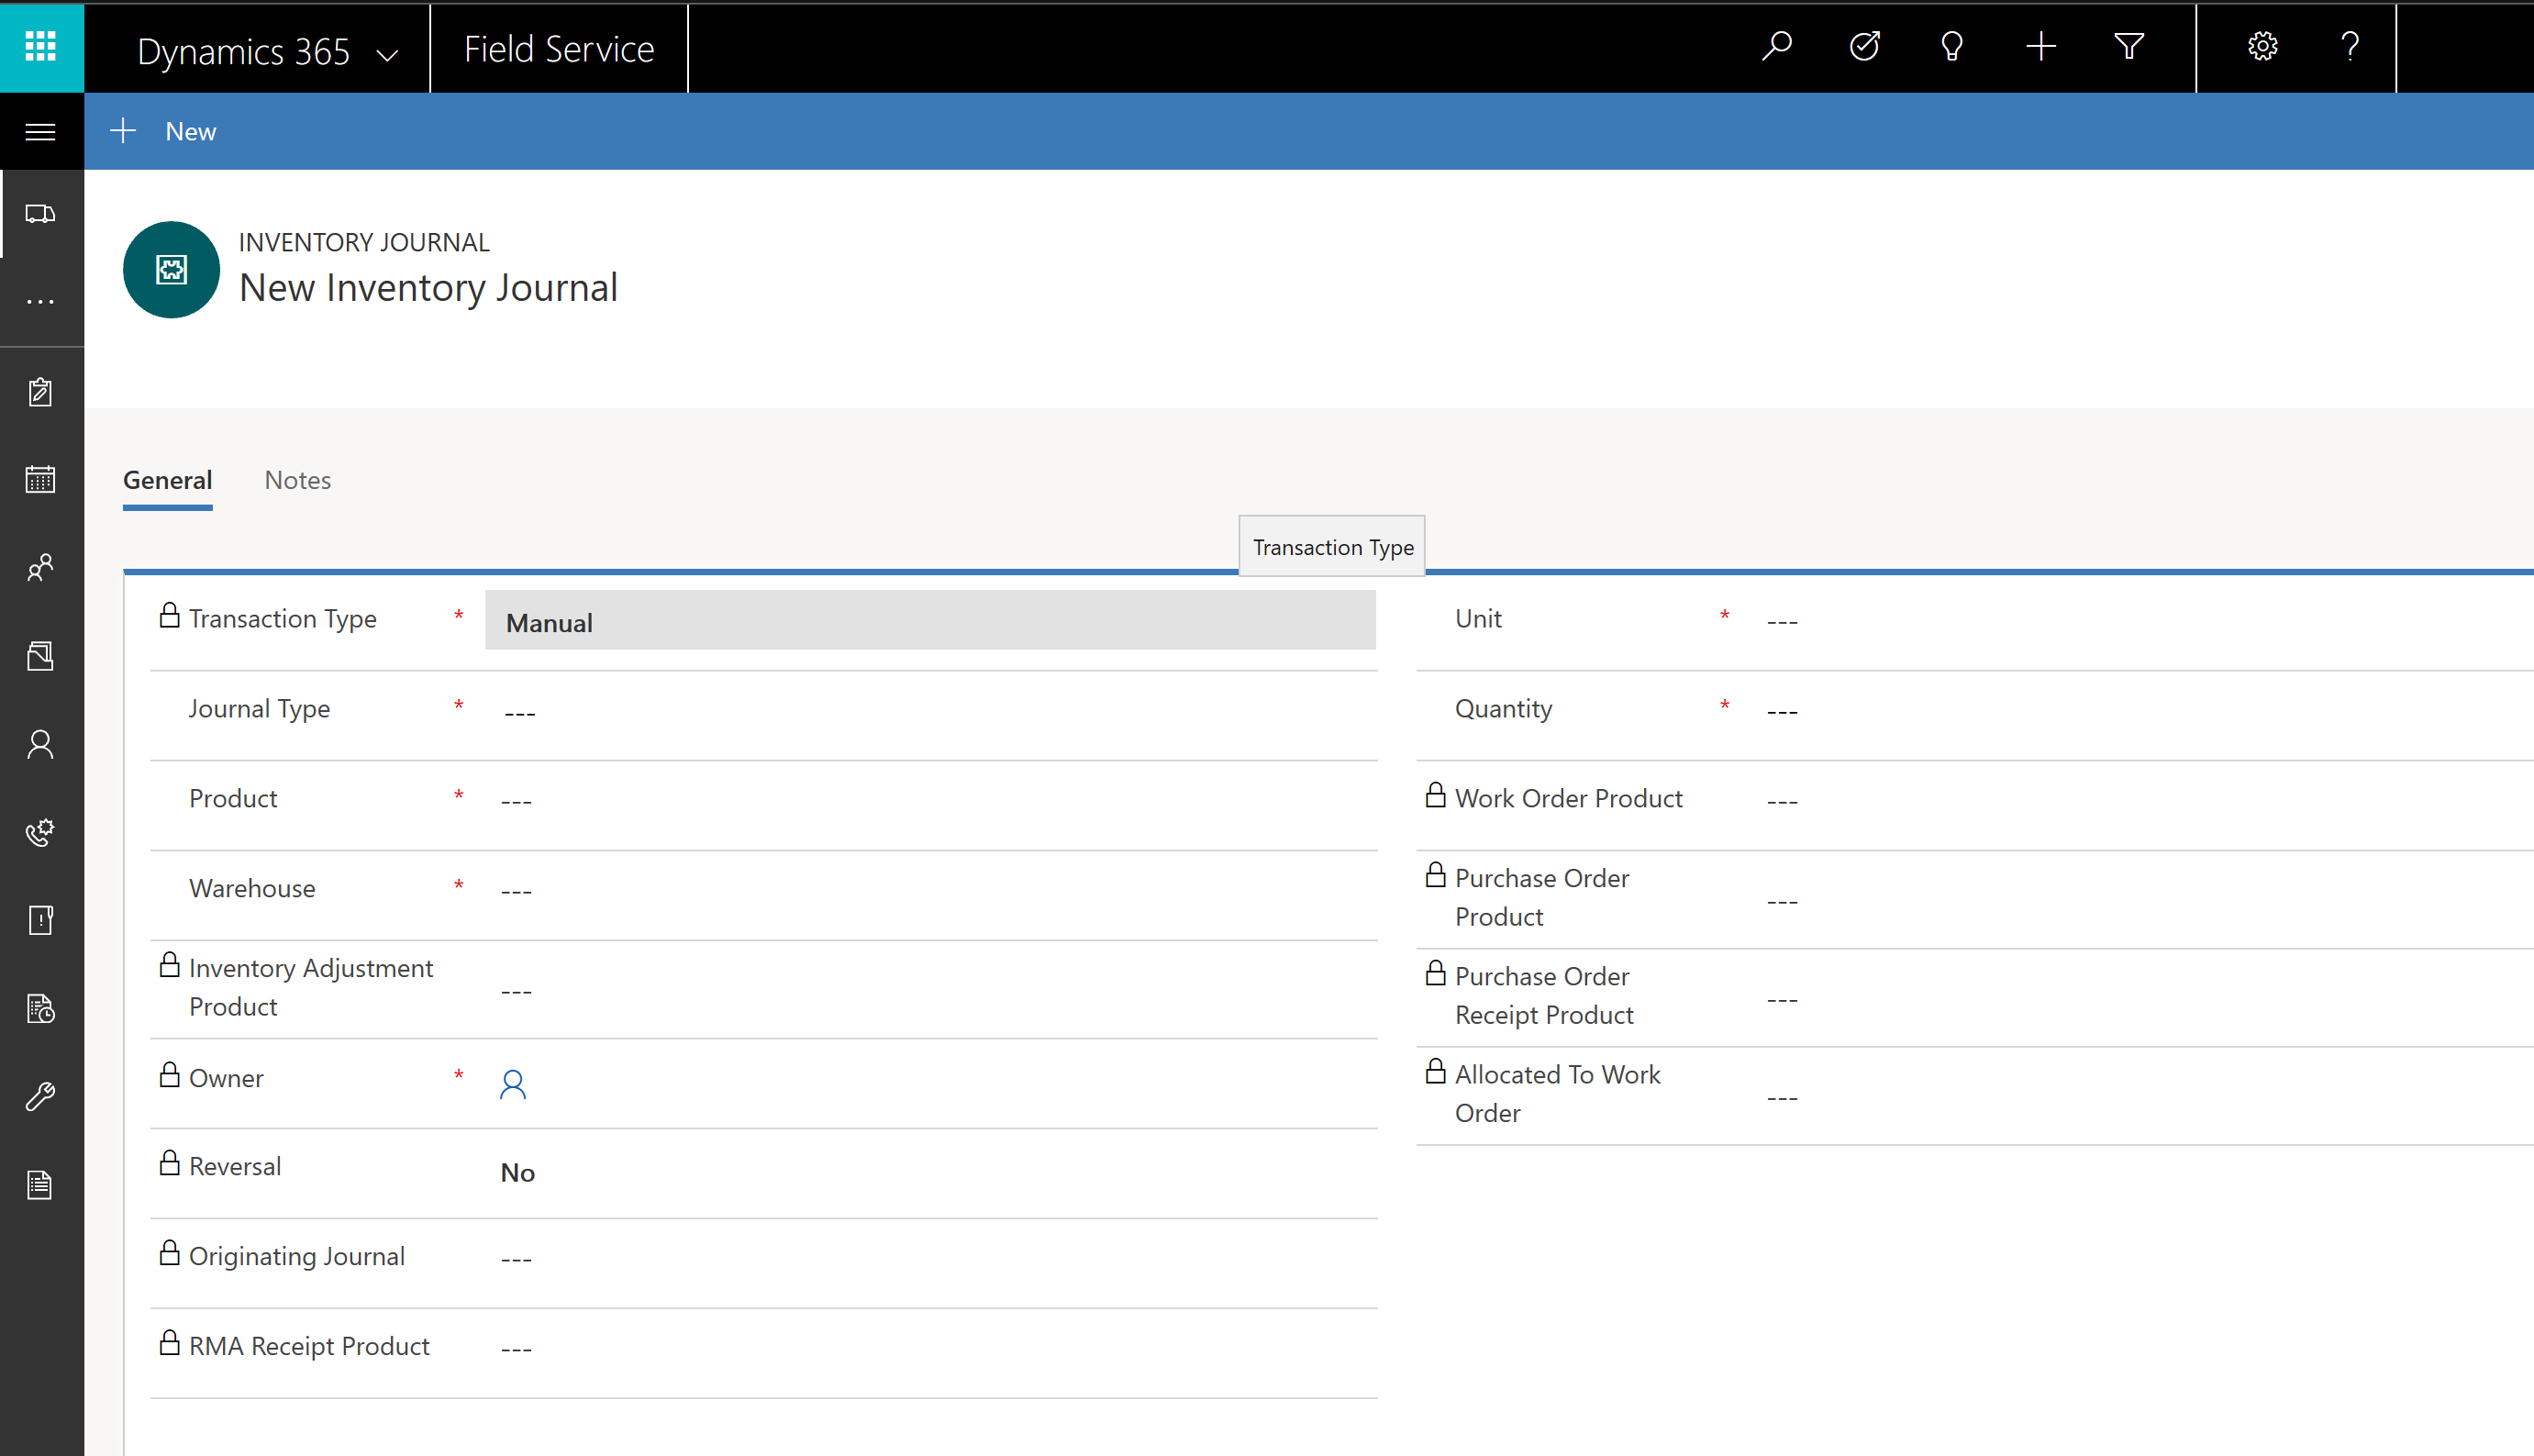 Dynamics 365
Field Service
New
INVENTORY JOURNAL
New Inventory Journal
General
Notes
Transaction Type
Transaction Type * Manual
Journal Type * ---
Product * ---
Warehouse * ---
Inventory Adjustment
Product ---
Owner *
Reversal No
Originating Journal ---
RMA Receipt Product ---
Unit * ---
Quantity * ---
Work Order Product ---
Purchase Order
Product ---
Purchase Order
Receipt Product ---
Allocated To Work
Order ---